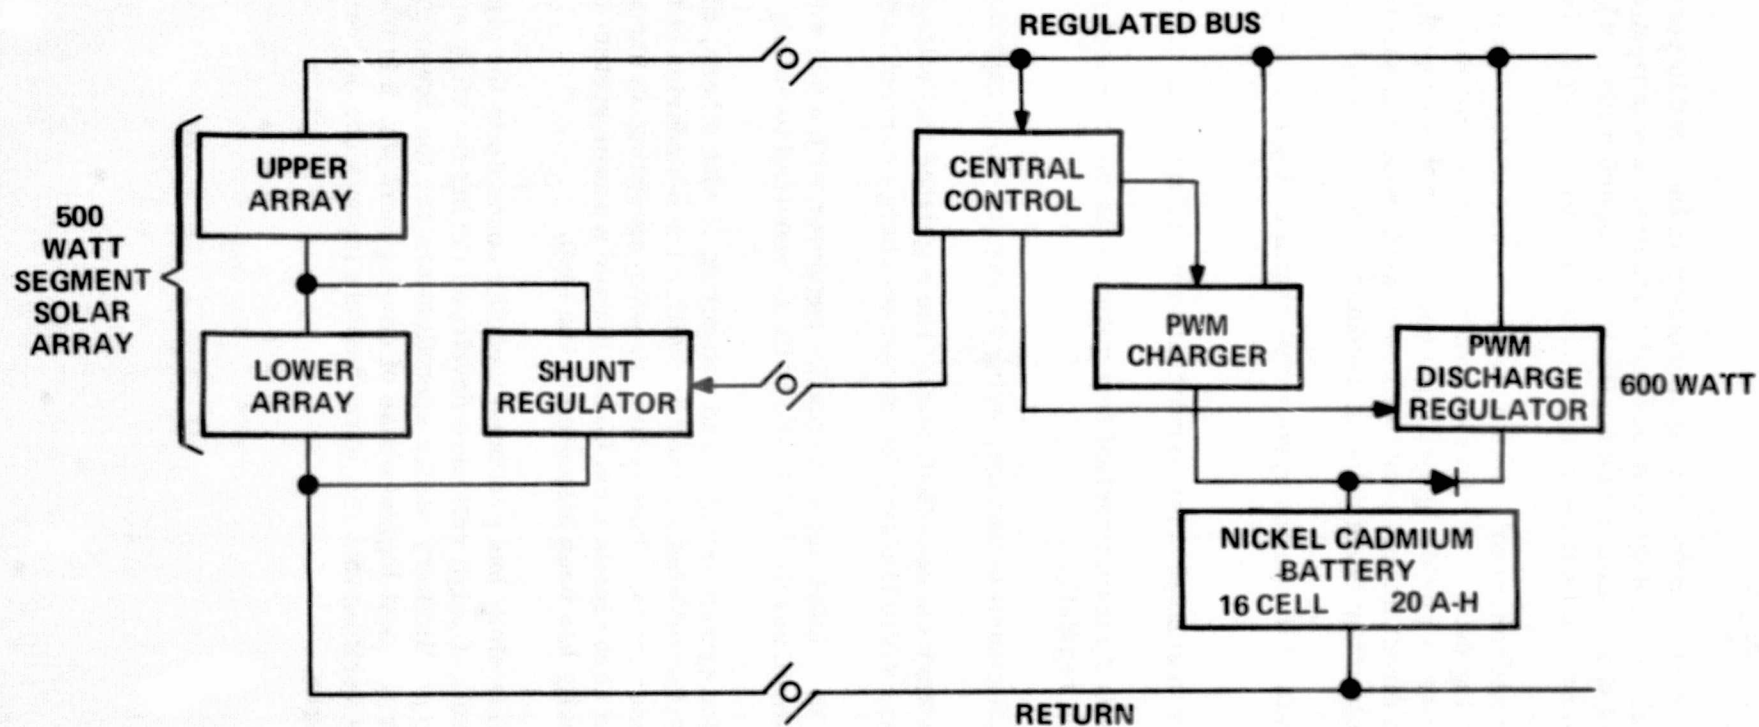 REGULATED BUS
UPPER
ARRAY
500
WATT
SEGMENT
SOLAR
ARRAY
LOWER
ARRAY
SHUNT
REGULATOR
CENTRAL
CONTROL
PWM
CHARGER
PWM
DISCHARGE
REGULATOR
600 WATT
NICKEL CADMIUM
BATTERY
16 CELL 20 A-H
RETURN